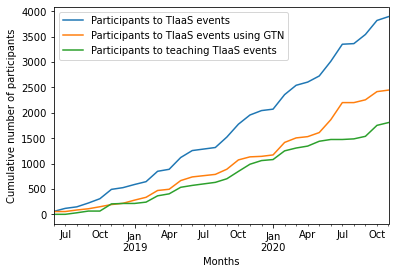 Participants to TIaaS events
Participants to TIaaS events using GTN
Participants to teaching TIaaS events
Cumulative number of participants
4000
3500
3000
2500
2000
1500
1000
500
0
Jul Oct Jan Apr Jul Oct Jan Apr Jul Oct
2019 2020
Months